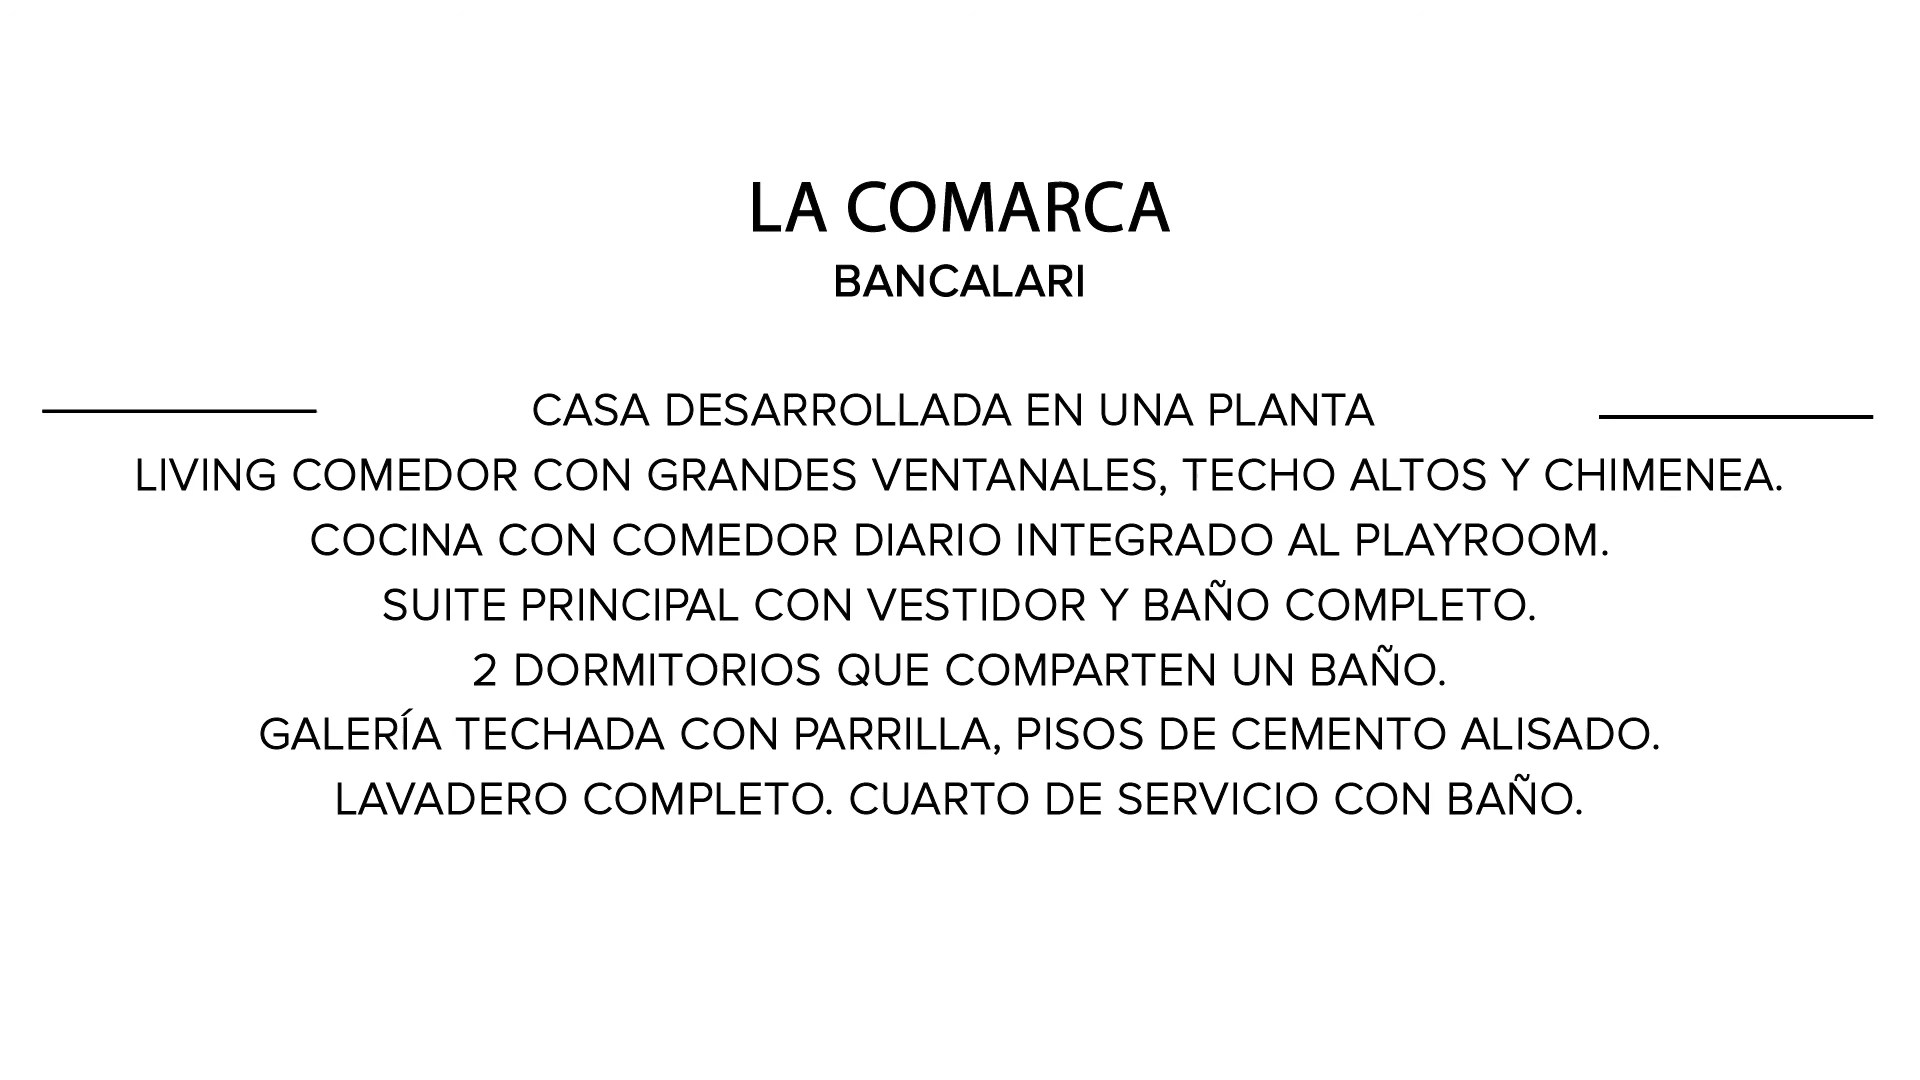 LA COMARCA
BANCALARI
CASA DESARROLLADA EN UNA PLANTA
LIVING COMEDOR CON GRANDES VENTANALES, TECHO ALTOS Y CHIMENEA.
COCINA CON COMEDOR DIARIO INTEGRADO AL PLAYROOM.
SUITE PRINCIPAL CON VESTIDOR Y BAÑO COMPLETO.
2 DORMITORIOS QUE COMPARTEN UN BAÑO.
GALERÍA TECHADA CON PARRILLA, PISOS DE CEMENTO ALISADO.
LAVADERO COMPLETO. CUARTO DE SERVICIO CON BAÑO.